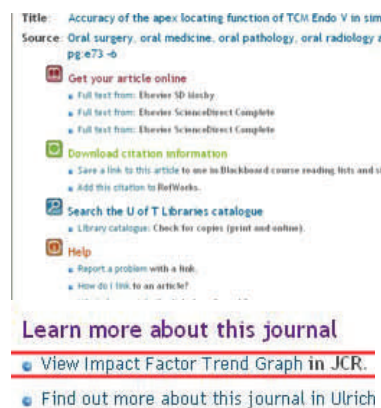 Title: Accuracy of the apex locating function of TCM Endo V in sim
Source: Oral surgery, oral medicine, oral pathology, oral radiology a
pg:e73 -6
Get your article online
Full text from: Elsevier SD Mosby
Full text from: Elsevier ScienceDirect Complete
Full text from: Elsevier ScienceDirect Complete
Download citation information
Save a link to this article to use in Blackboard course reading lists and s
Add this citation to RefWorks.
Search the U of T Libraries catalogue
Library catalogue: Check for copies (print and online).
Help
Report a problem with a link.
How do I link to an article?
Learn more about this journal
View Impact Factor Trend Graph in JCR.
Find out more about this journal in Ulrich